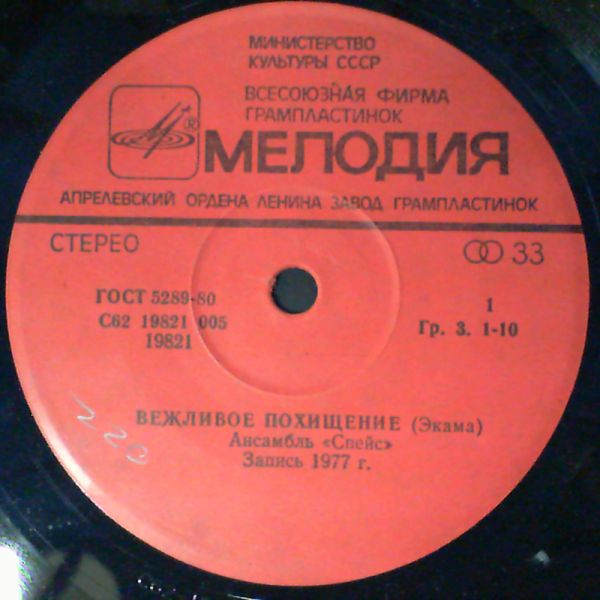 МИНИСТЕРСТВО
КУЛЬТУРЫ СССР
ВСЕСОЮЗНАЯ ФИРМА
ГРАМПЛАСТИНОК
®
МЕЛОДИЯ
АПРЕЛЕВСКИЙ ОРДЕНА ЛЕНИНА ЗАВОД ГРАМПЛАСТИНОК
СТЕРЕО
33
ГОСТ 5289-80
С62 19821 005
19821
1
Гр. 3. 1-10
ВЕЖЛИВОЕ ПОХИЩЕНИЕ (Экама)
Ансамбль «Спейс»
Запись 1977 г.
220